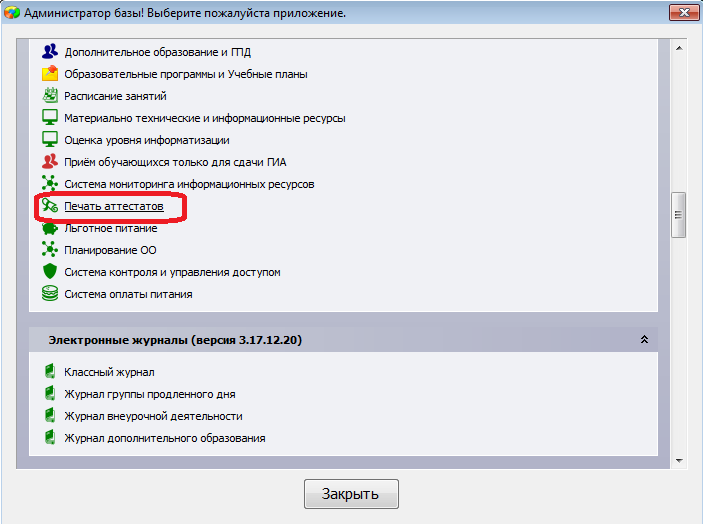 Администратор базы! Выберите пожалуйста приложение.
Дополнительное образование и ГПД
Образовательные программы и Учебные планы
Расписание занятий
Материально технические и информационные ресурсы
Оценка уровня информатизации
Приём обучающихся только для сдачи ГИА
Система мониторинга информационных ресурсов
Печать аттестатов
Льготное питание
Планирование ОО
Система контроля и управления доступом
Система оплаты питания
Электронные журналы (версия 3.17.12.20)
Классный журнал
Журнал группы продленного дня
Журнал внеурочной деятельности
Журнал дополнительного образования
Закрыть